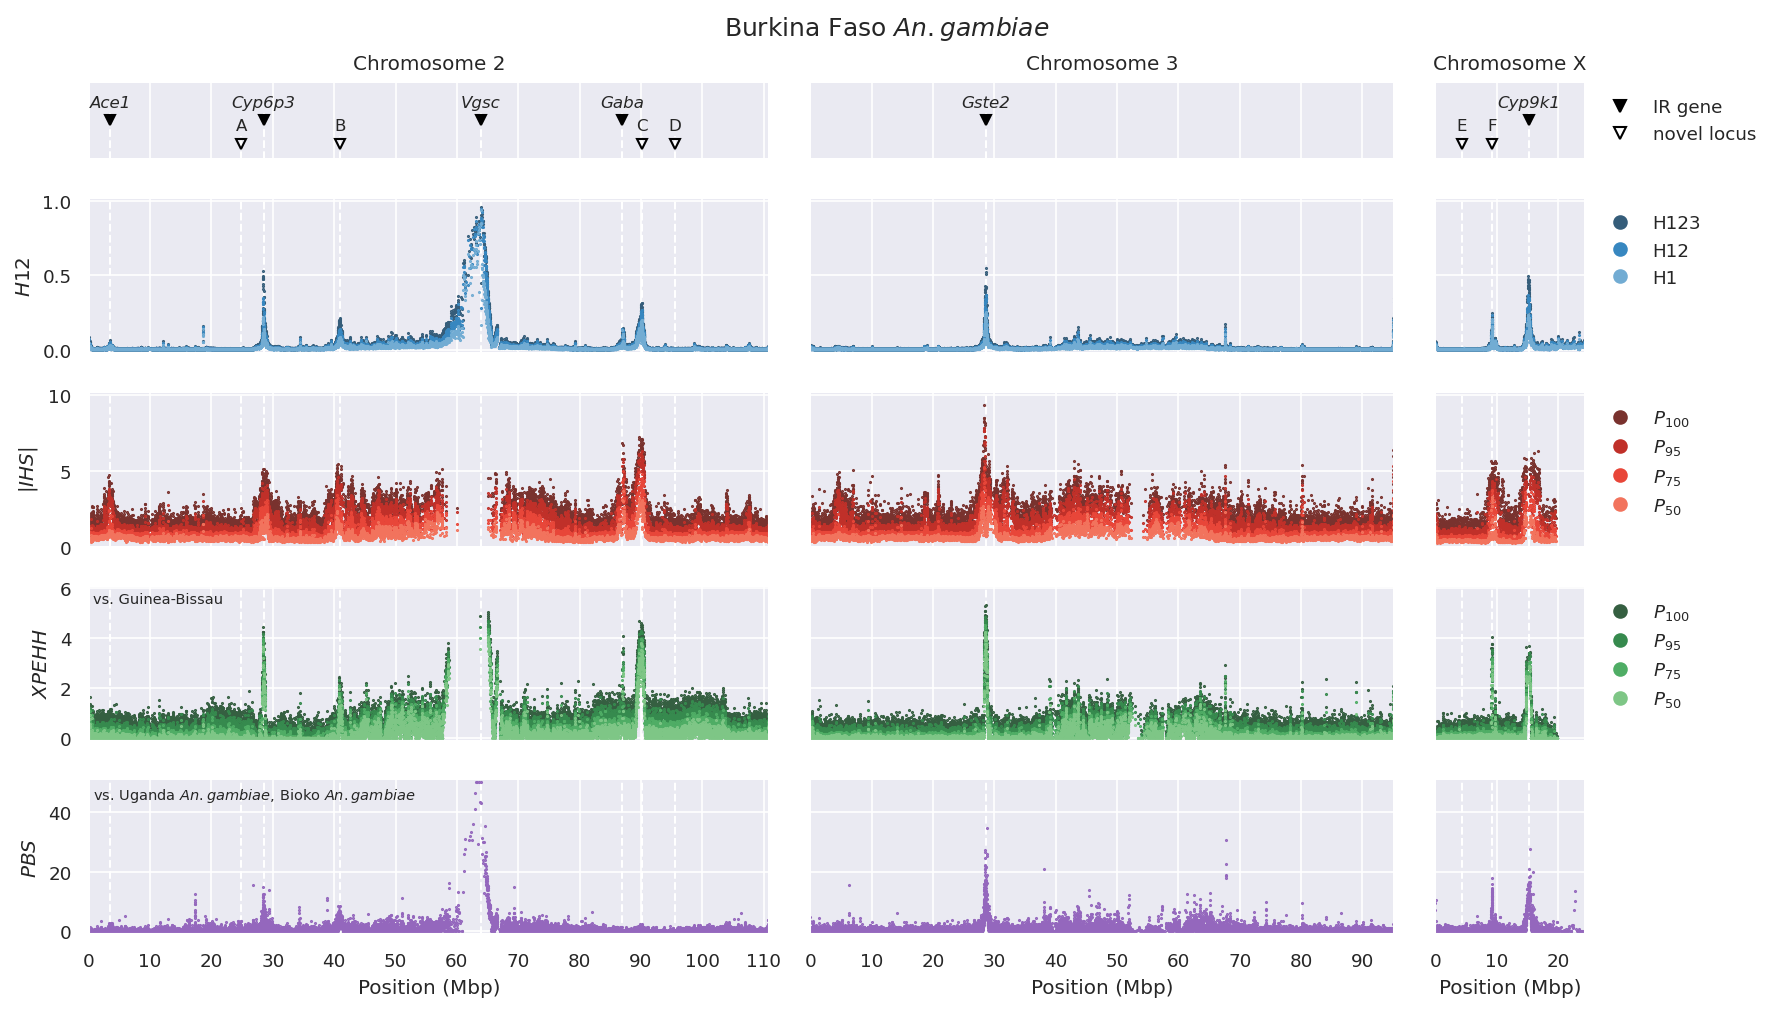 Burkina Faso An. gambiae
Chromosome 2
Chromosome 3
Chromosome X
Ace1
Cyp6p3
Vgsc
Gaba
Gste2
Cyp9k1
A
B
C
D
E
F
IR gene
novel locus
H12
1.0
0.5
0.0
H123
H12
H1
|IHS|
10
5
0
P100
P95
P75
P50
XPEHH
6
4
2
0
vs. Guinea-Bissau
P100
P95
P75
P50
PBS
40
20
0
vs. Uganda An. gambiae, Bioko An. gambiae
0 10 20 30 40 50 60 70 80 90 100 110
0 10 20 30 40 50 60 70 80 90
0 10 20
Position (Mbp)
Position (Mbp)
Position (Mbp)